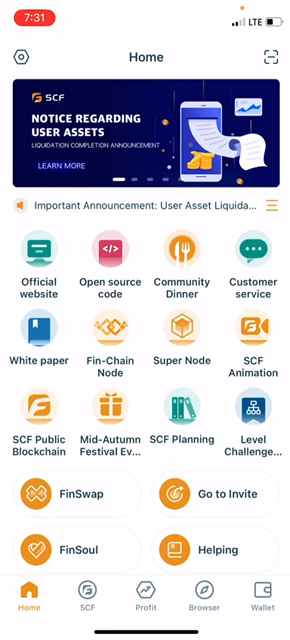 7:31
LTE
Home
SCF
NOTICE REGARDING
USER ASSETS
LIQUIDATION COMPLETION ANNOUNCEMENT
LEARN MORE
Important Announcement: User Asset Liquida...
Official
website
Open source
code
Community
Dinner
Customer
service
White paper
Fin-Chain
Node
Super Node
SCF
Animation
SCF Public
Blockchain
Mid-Autumn
Festival Ev...
SCF Planning
Level
Challenge...
FinSwap
Go to Invite
FinSoul
Helping
Home
SCF
Profit
Browser
Wallet